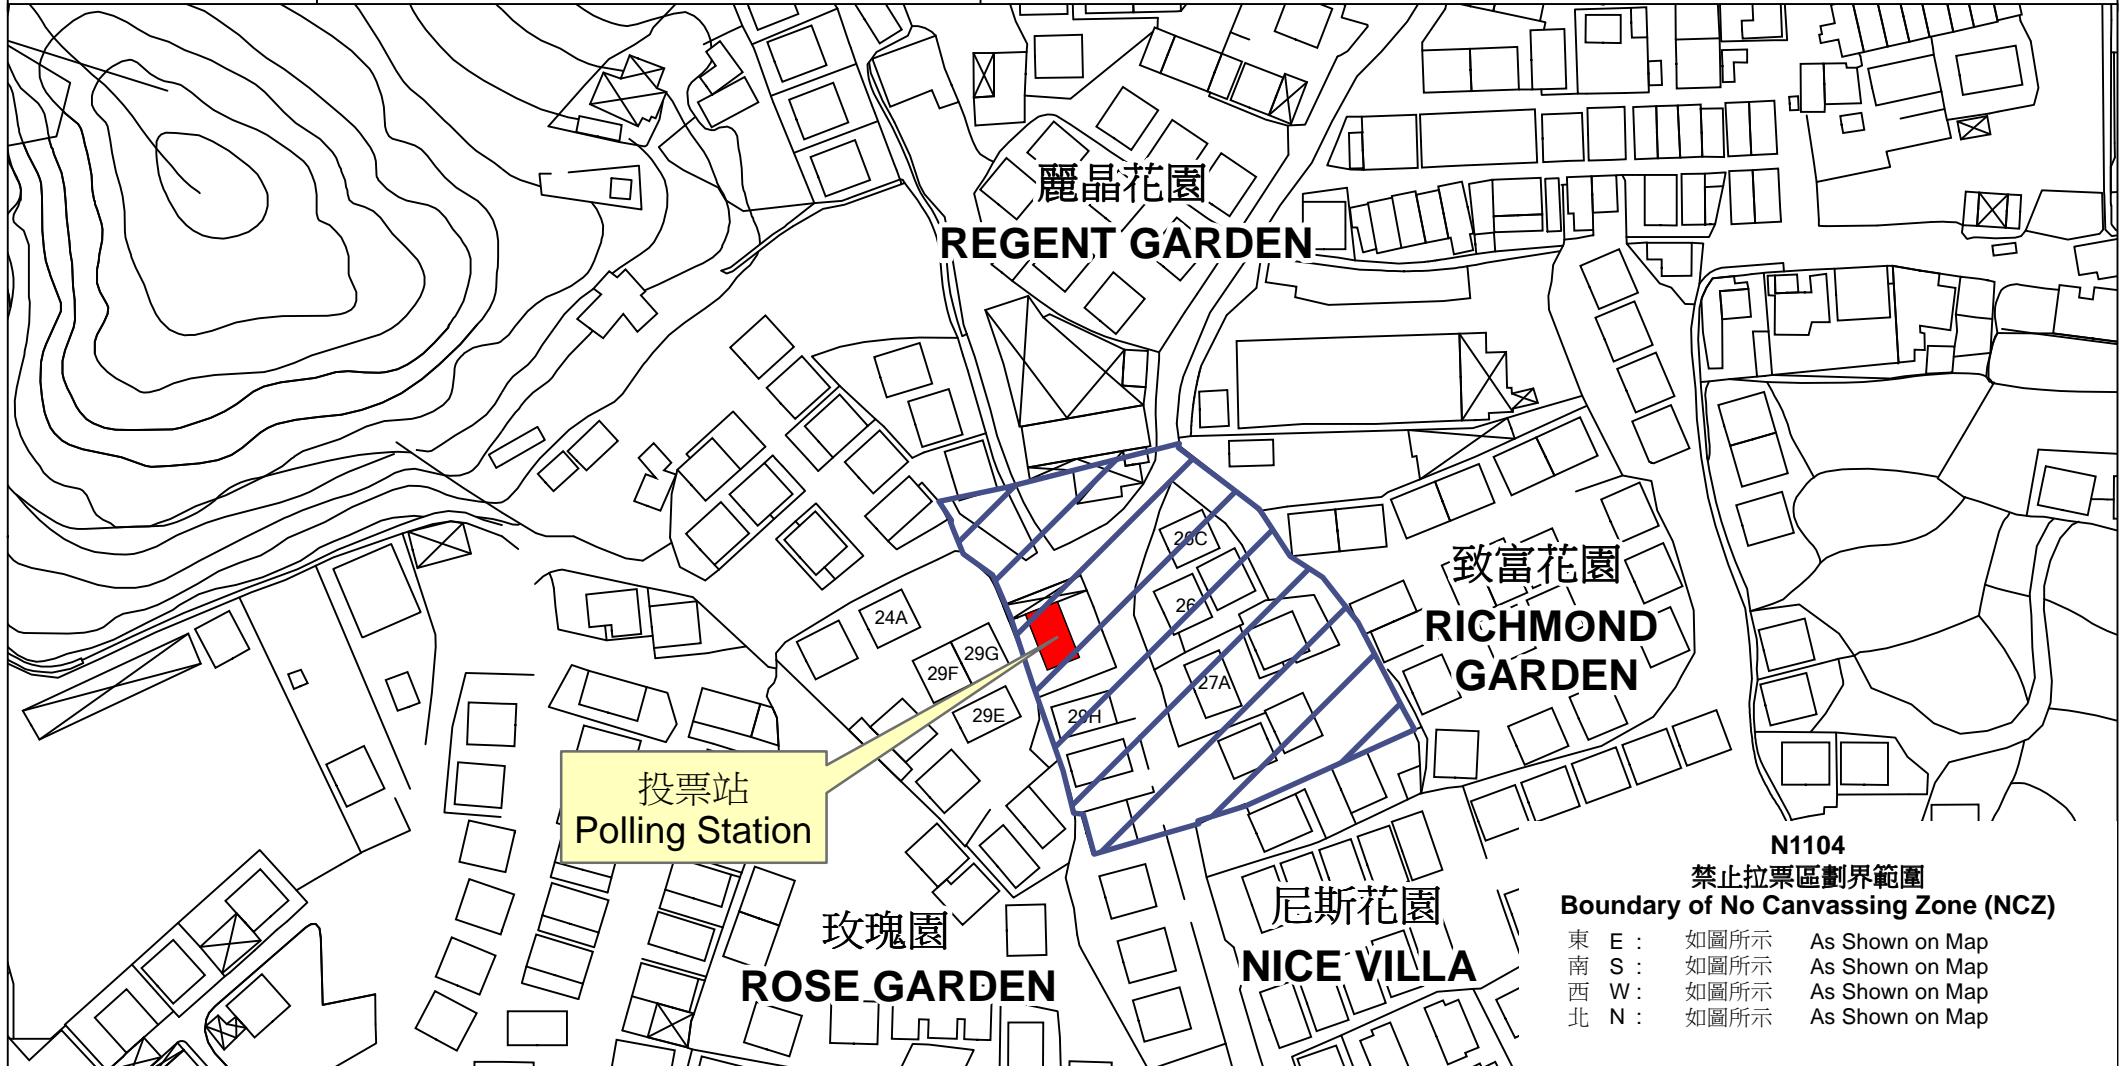 麗晶花園
REGENT GARDEN
26C
致富花園
RICHMOND
GARDEN
24A
26
29G
29F
27A
29E
29H
投票站
Polling Station
玫瑰園
ROSE GARDEN
尼斯花園
NICE VILLA
N1104
禁止拉票區劃界範圍
Boundary of No Canvassing Zone (NCZ)
東 E : 如圖所示 As Shown on Map
南 S : 如圖所示 As Shown on Map
西 W : 如圖所示 As Shown on Map
北 N : 如圖所示 As Shown on Map